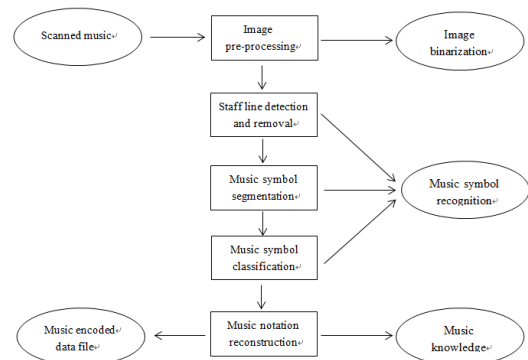 Scanned music
Image
pre-processing
Image
binarization
Staff line detection
and removal
Music symbol
segmentation
Music symbol
recognition
Music symbol
classification
Music encoded
data file
Music notation
reconstruction
Music
knowledge